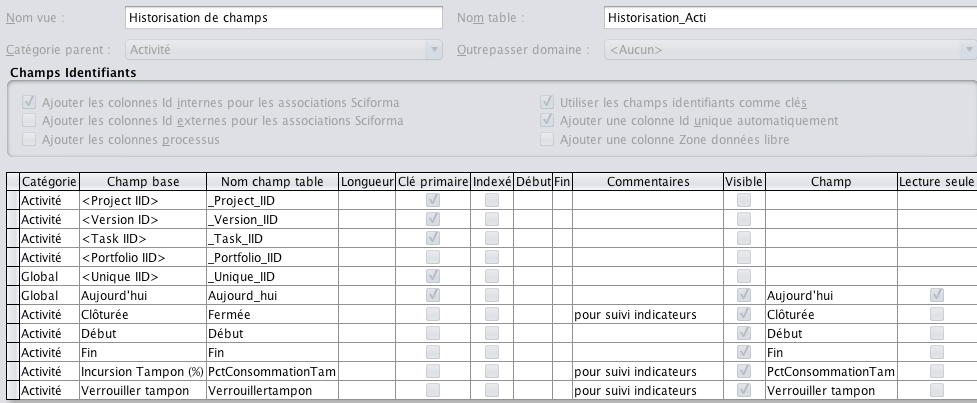 Nom vue : Historisation de champs Nom table : Historisation_Acti
Catégorie parent : Activité Outrepasser domaine : <Aucun>
Champs Identifiants
Ajouter les colonnes Id internes pour les associations Sciforma Utiliser les champs identifiants comme clés
Ajouter les colonnes Id externes pour les associations Sciforma Ajouter une colonne Id unique automatiquement
Ajouter les colonnes processus Ajouter une colonne Zone données libre
Catégorie Champ base Nom champ table Longueur Clé primaire Indexé Début Fin Commentaires Visible Champ Lecture seule
Activité <Project IID> _Project_IID
Activité <Version ID> _Version_IID
Activité <Task IID> _Task_IID
Activité <Portfolio IID> _Portfolio_IID
Global <Unique IID> _Unique_IID
Global Aujourd'hui Aujourd_hui Aujourd'hui
Activité Clôturée Fermée pour suivi indicateurs Clôturée
Activité Début Début Début
Activité Fin Fin Fin
Activité Incursion Tampon (%) PctConsommationTam pour suivi indicateurs PctConsommationTam
Activité Verrouiller tampon Verrouillertampon pour suivi indicateurs Verrouiller tampon